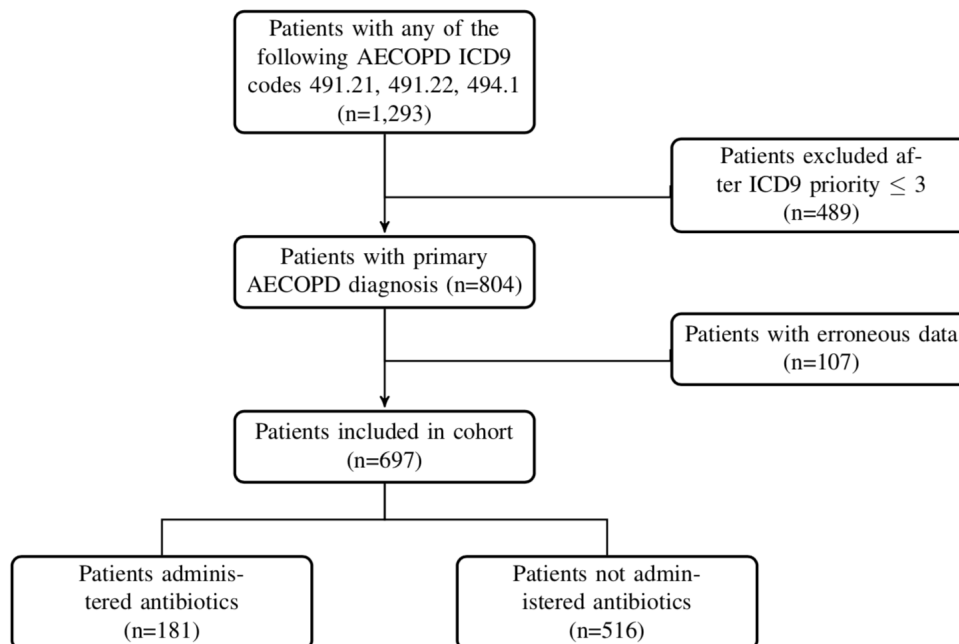 Patients with any of the
following AECOPD ICD9
codes 491.21, 491.22, 494.1
(n=1,293)
Patients excluded af-
ter ICD9 priority ≤ 3
(n=489)
Patients with primary
AECOPD diagnosis (n=804)
Patients with erroneous data
(n=107)
Patients included in cohort
(n=697)
Patients adminis-
tered antibiotics
(n=181)
Patients not admin-
istered antibiotics
(n=516)